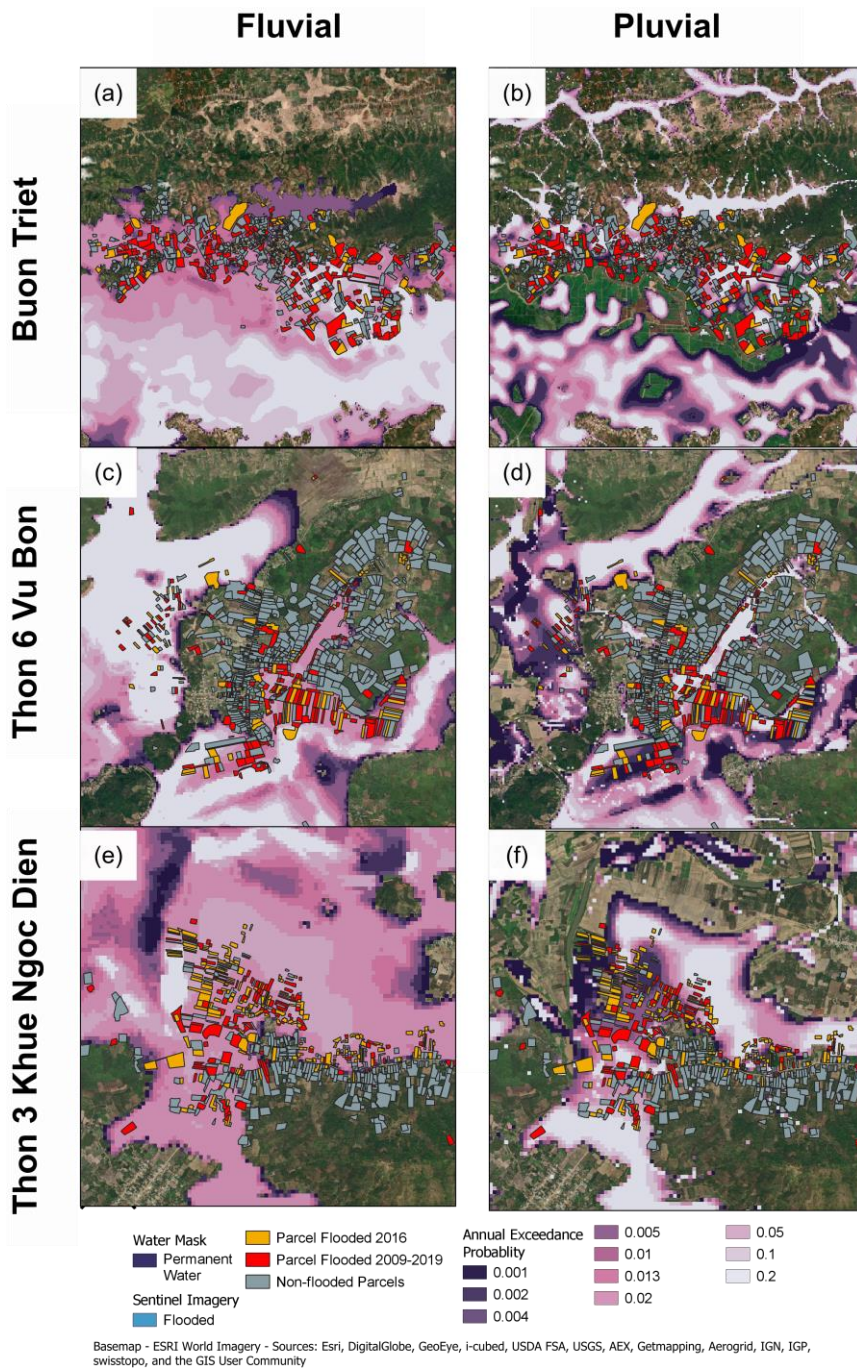 Fluvial
Pluvial
Buon Triet
(a)
(b)
Thon 6 Vu Bon
(c)
(d)
Thon 3 Khue Ngoc Dien
(e)
(f)
Water Mask
Permanent
Water
Sentinel Imagery
Flooded
Parcel Flooded 2016
Parcel Flooded 2009-2019
Non-flooded Parcels
Annual Exceedance
Probablity
0.001
0.002
0.004
0.005
0.01
0.013
0.02
0.05
0.1
0.2
Basemap - ESRI World Imagery - Sources: Esri, DigitalGlobe, GeoEye, i-cubed, USDA FSA, USGS, AEX, Getmapping, Aerogrid, IGN, IGP,
swisstopo, and the GIS User Community